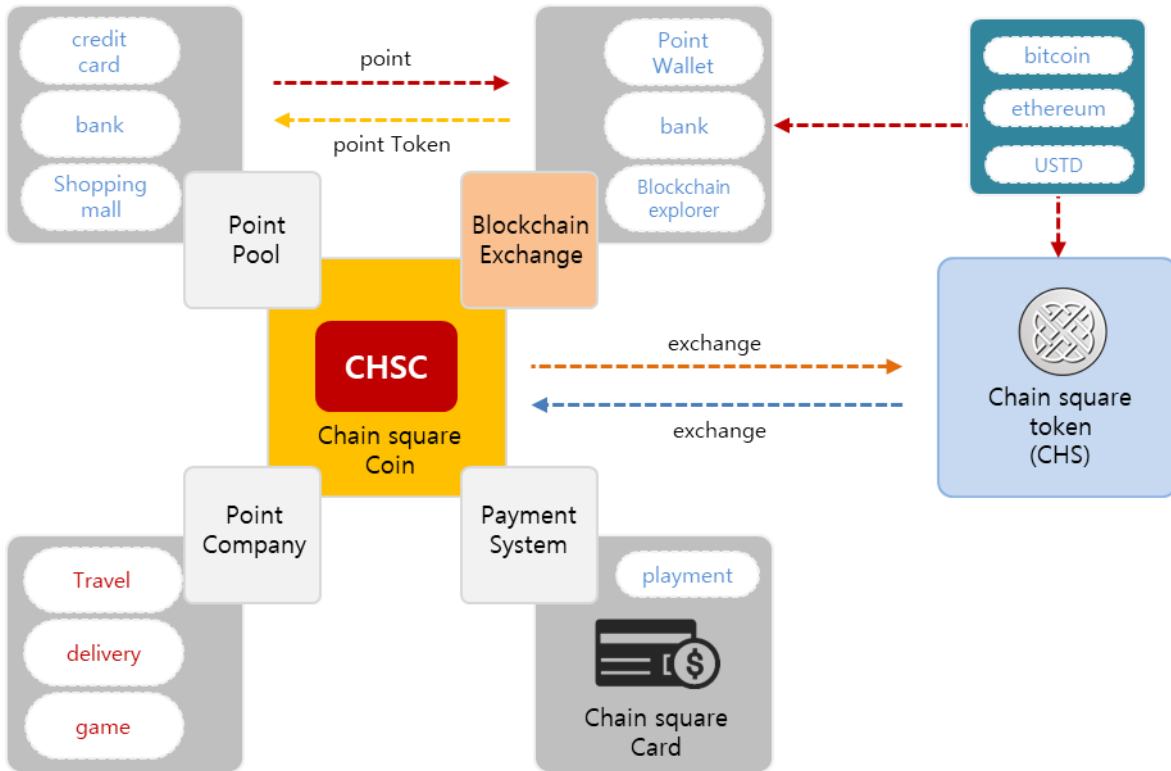 credit
card
bank
Shopping
mall
Point
Pool
point
point Token
Point
Wallet
bank
Blockchain
explorer
Blockchain
Exchange
bitcoin
ethereum
USTD
CHSC
Chain square
Coin
exchange
exchange
Chain square
token
(CHS)
Point
Company
Travel
delivery
game
Payment
System
playment
$
Chain square
Card